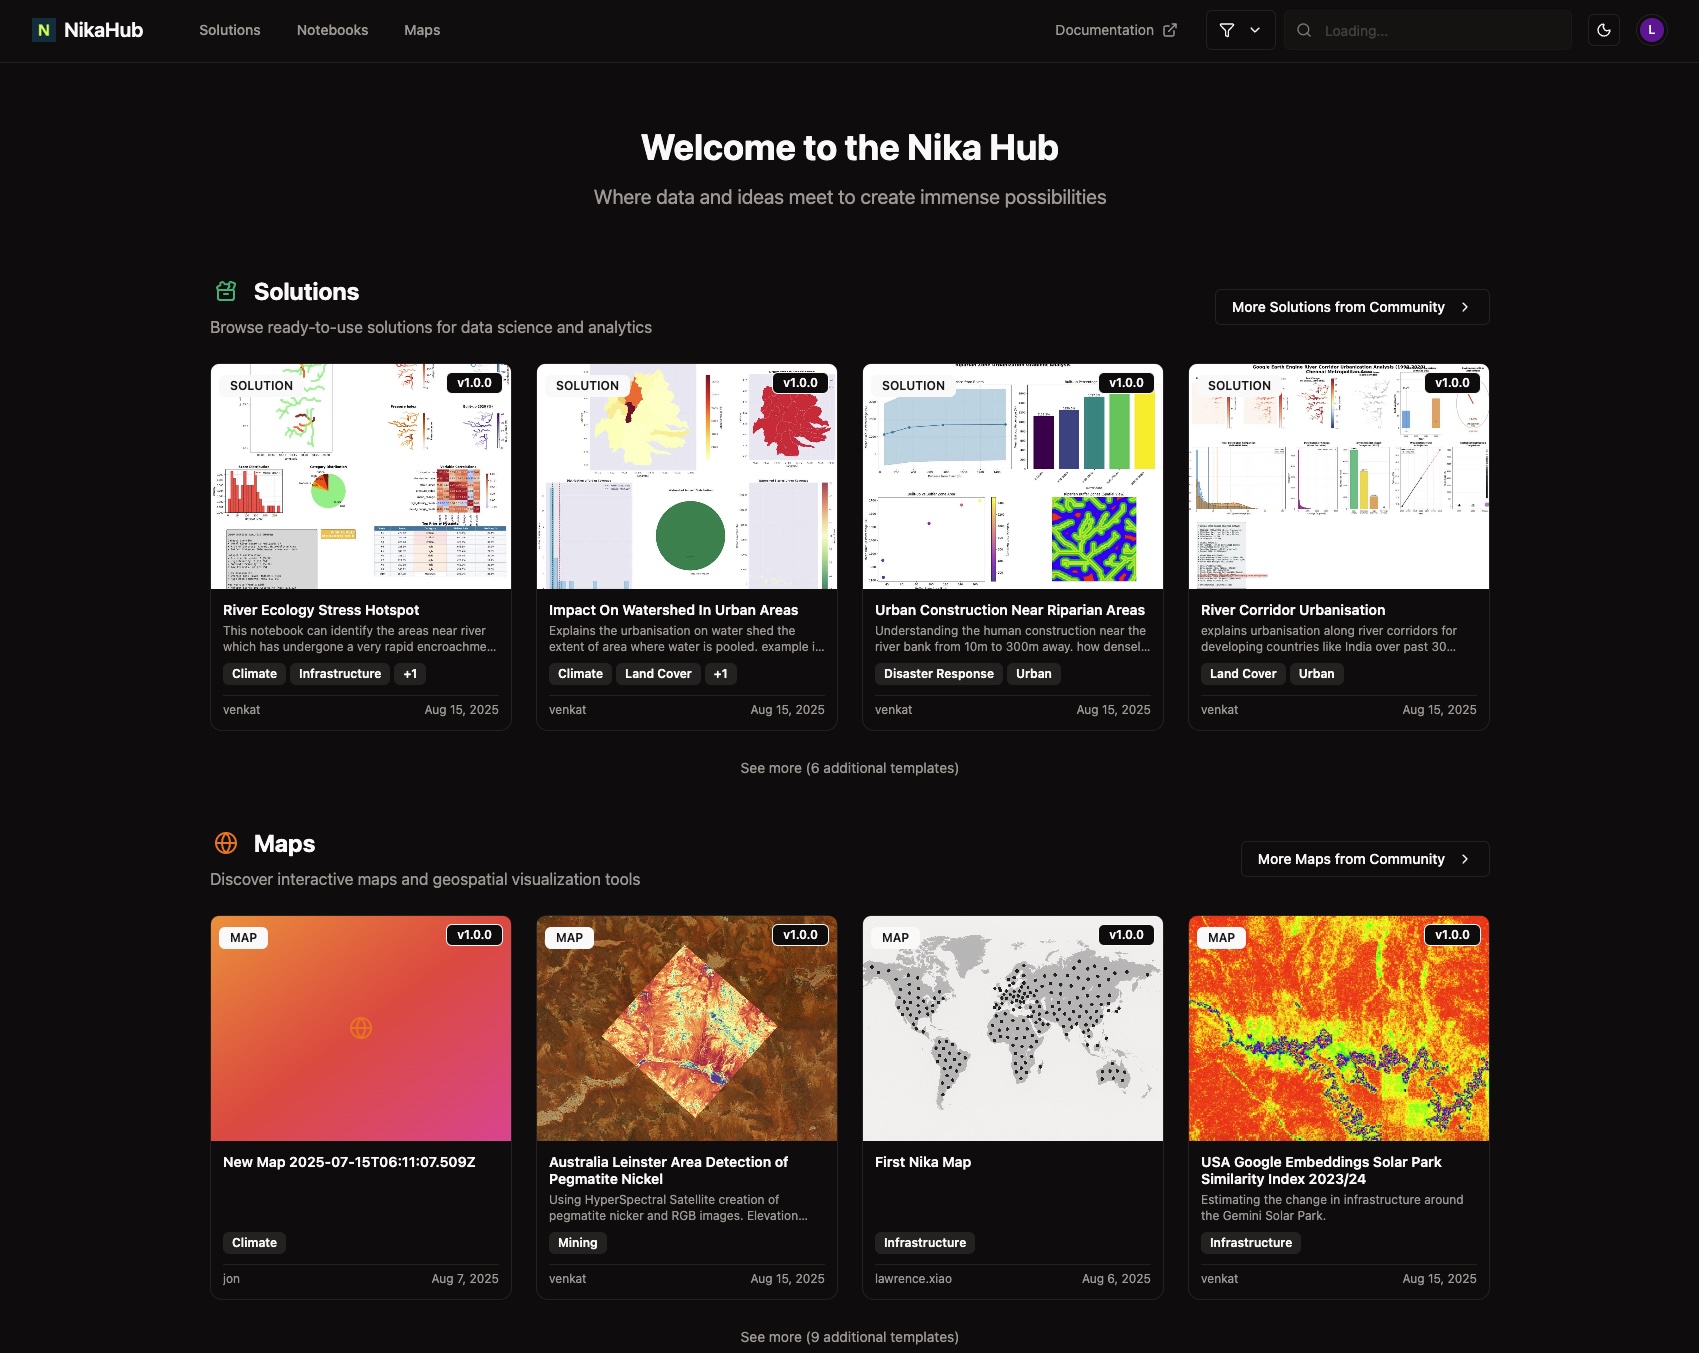 N NikaHub
Solutions
Notebooks
Maps
Documentation
Loading...
L
Welcome to the Nika Hub
Where data and ideas meet to create immense possibilities
Solutions
Browse ready-to-use solutions for data science and analytics
More Solutions from Community
SOLUTION
v1.0.0
River Ecology Stress Hotspot
This notebook can identify the areas near river
which has undergone a very rapid encroachme...
Climate
Infrastructure
+1
venkat
Aug 15, 2025
SOLUTION
v1.0.0
Impact On Watershed In Urban Areas
Explains the urbanisation on water shed the
extent of area where water is pooled. example i...
Climate
Land Cover
+1
venkat
Aug 15, 2025
SOLUTION
v1.0.0
Urban Construction Near Riparian Areas
Understanding the human construction near the
river bank from 10m to 300m away. how densel...
Disaster Response
Urban
venkat
Aug 15, 2025
SOLUTION
v1.0.0
Google Earth Engine River Corridor Urbanization Analysis
Chennai Metropolitan Area
River Corridor Urbanisation
explains urbanisation along river corridors for
developing countries like India over past 30...
Land Cover
Urban
venkat
Aug 15, 2025
See more (6 additional templates)
Maps
Discover interactive maps and geospatial visualization tools
More Maps from Community
MAP
v1.0.0
New Map 2025-07-15T06:11:07.509Z
Climate
jon
Aug 7, 2025
MAP
v1.0.0
Australia Leinster Area Detection of
Pegmatite Nickel
Using HyperSpectral Satellite creation of
pegmatite nicker and RGB images. Elevation...
Mining
venkat
Aug 15, 2025
MAP
v1.0.0
First Nika Map
Infrastructure
lawrence.xiao
Aug 6, 2025
MAP
v1.0.0
USA Google Embeddings Solar Park
Similarity Index 2023/24
Estimating the change in infrastructure around
the Gemini Solar Park.
Infrastructure
venkat
Aug 15, 2025
See more (9 additional templates)